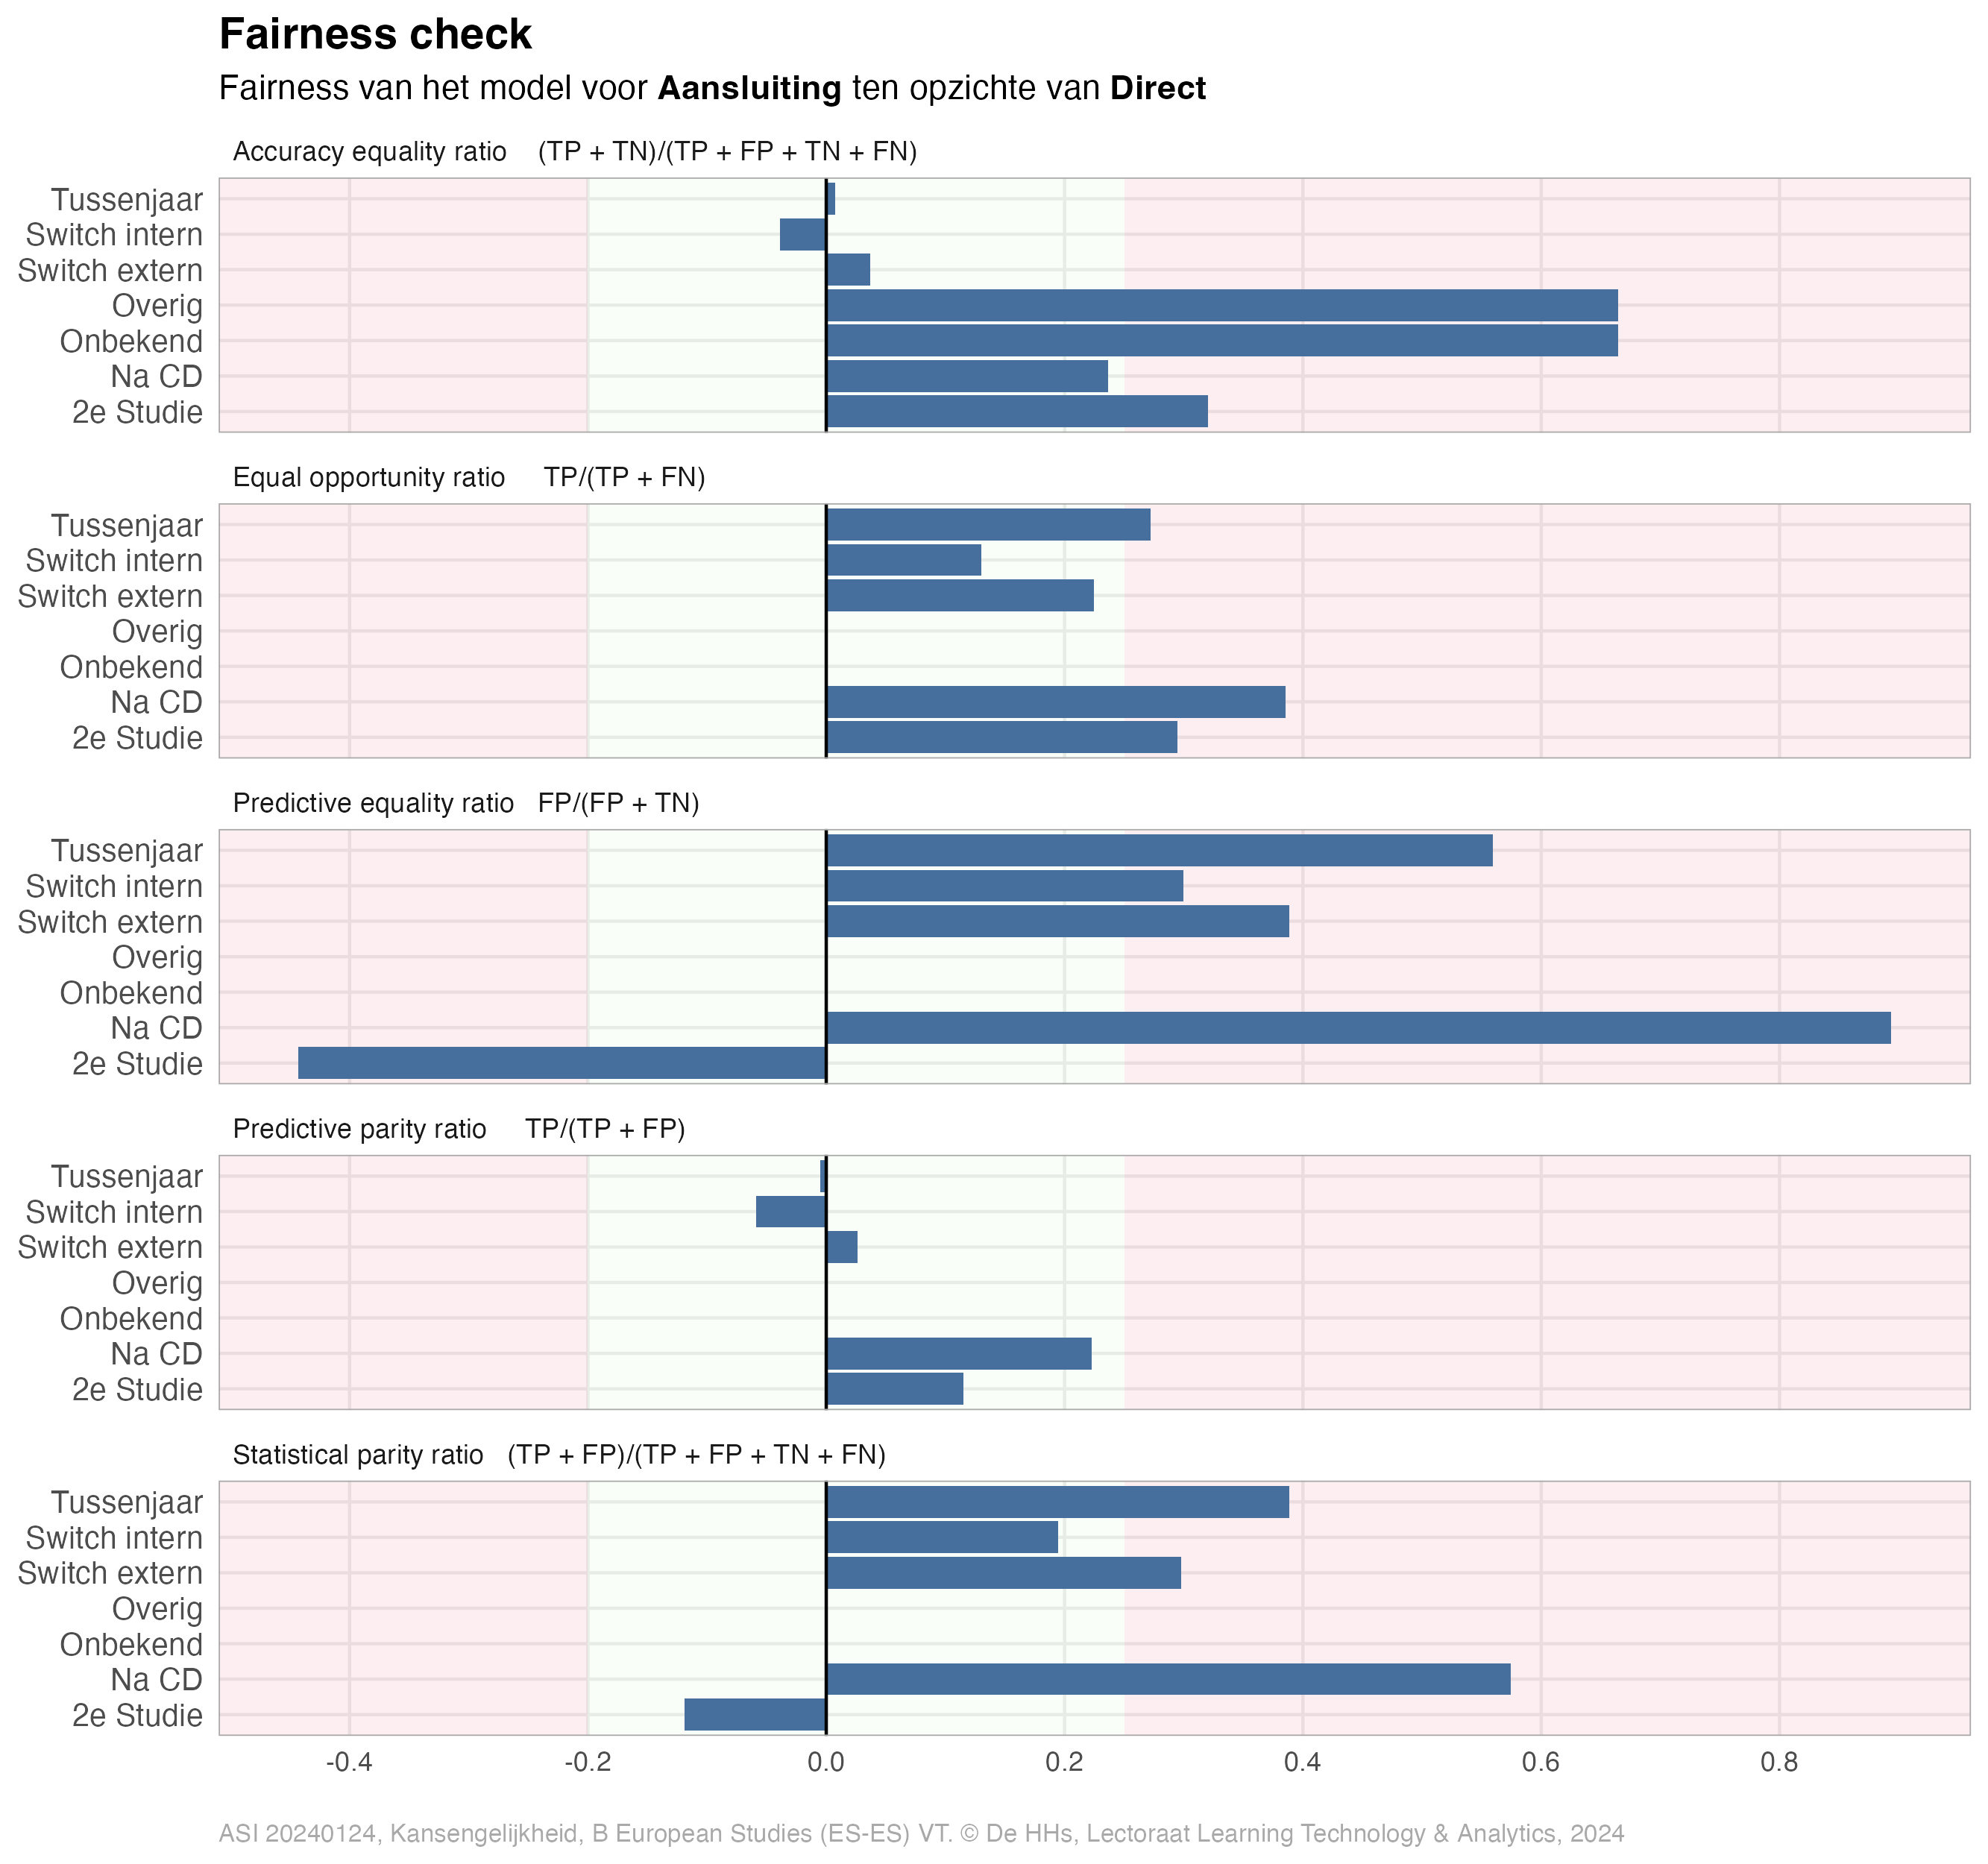 Fairness check
Fairness van het model voor Aansluiting ten opzichte van Direct
Accuracy equality ratio (TP + TN)/(TP + FP + TN + FN)
Tussenjaar
Switch intern
Switch extern
Overig
Onbekend
Na CD
2e Studie
Equal opportunity ratio TP/(TP + FN)
Tussenjaar
Switch intern
Switch extern
Overig
Onbekend
Na CD
2e Studie
Predictive equality ratio FP/(FP + TN)
Tussenjaar
Switch intern
Switch extern
Overig
Onbekend
Na CD
2e Studie
Predictive parity ratio TP/(TP + FP)
Tussenjaar
Switch intern
Switch extern
Overig
Onbekend
Na CD
2e Studie
Statistical parity ratio (TP + FP)/(TP + FP + TN + FN)
Tussenjaar
Switch intern
Switch extern
Overig
Onbekend
Na CD
2e Studie
-0.4 -0.2 0.0 0.2 0.4 0.6 0.8
ASI 20240124, Kansengelijkheid, B European Studies (ES-ES) VT. © De HHs, Lectoraat Learning Technology & Analytics, 2024